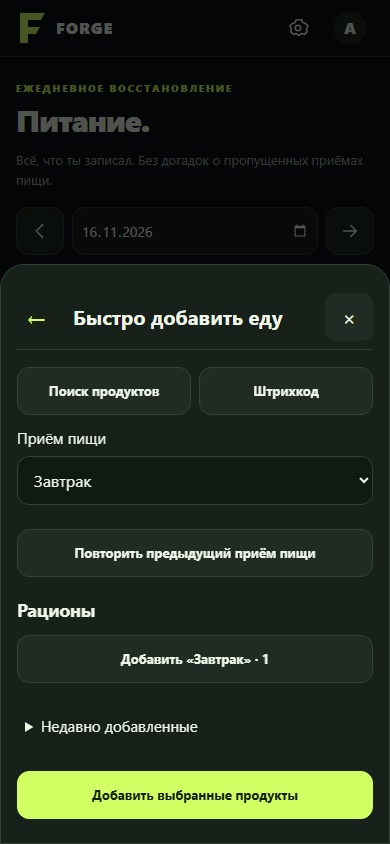 FORGE
A
ЕЖЕДНЕВНОЕ ВОССТАНОВЛЕНИЕ
Питание.
Всё, что ты записал. Без догадок о пропущенных приёмах
пищи.
16.11.2026
← Быстро добавить еду ×
Поиск продуктов
Штрихкод
Приём пищи
Завтрак
Повторить предыдущий приём пищи
Рационы
Добавить «Завтрак» · 1
Недавно добавленные
Добавить выбранные продукты